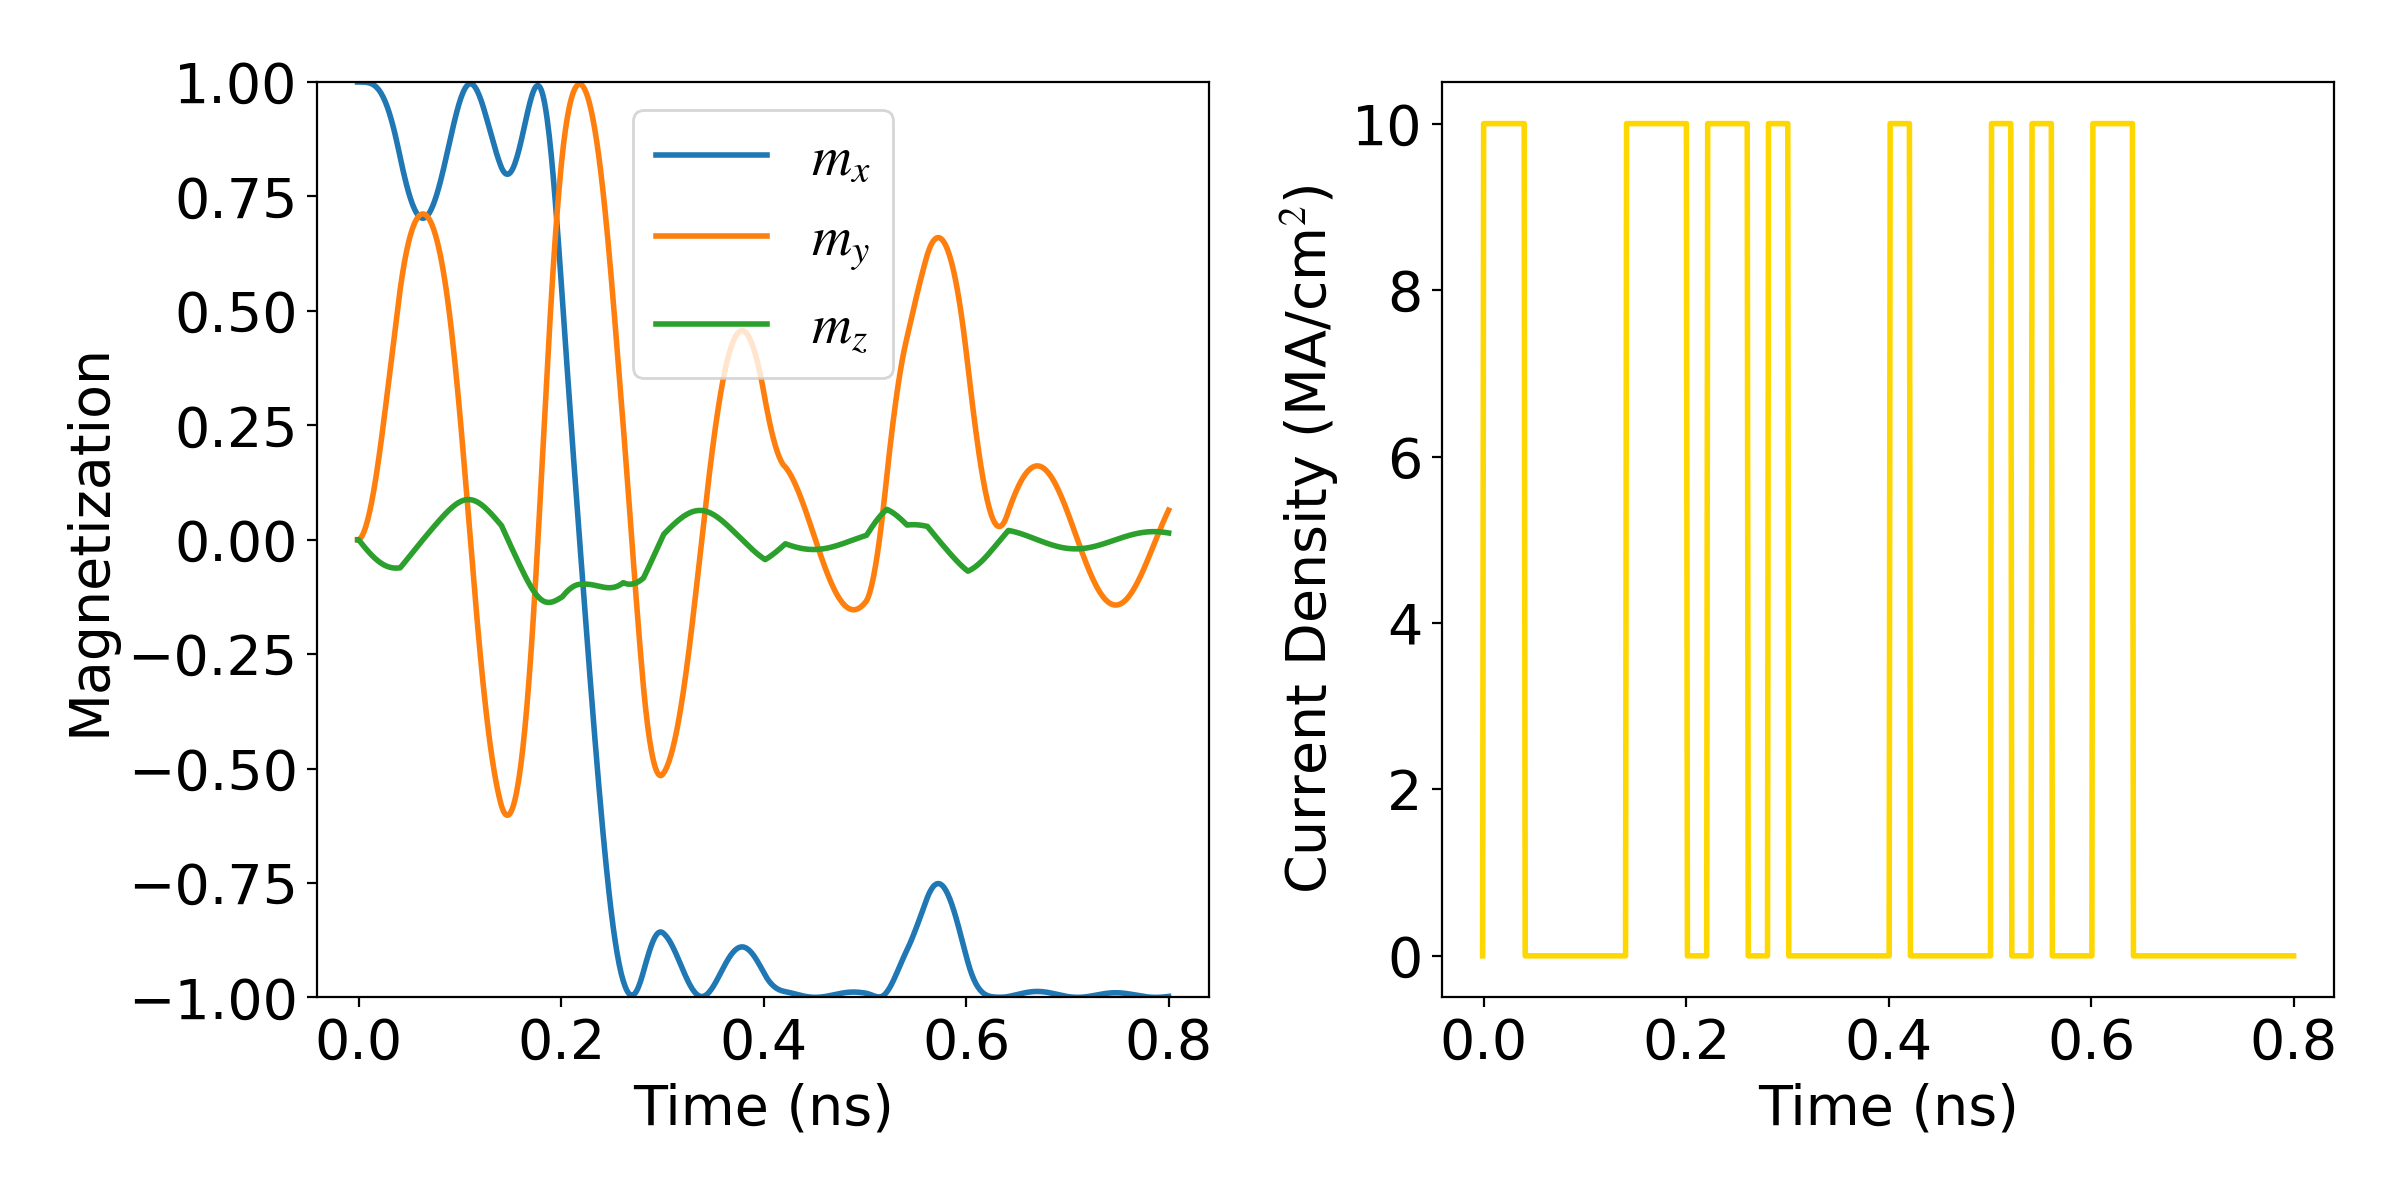 Magnetization
1.00
0.75
0.50
0.25
0.00
−0.25
−0.50
−0.75
−1.00
0.0 0.2 0.4 0.6 0.8
Time (ns)
m_x
m_y
m_z
Current Density (MA/cm²)
10
8
6
4
2
0
0.0 0.2 0.4 0.6 0.8
Time (ns)